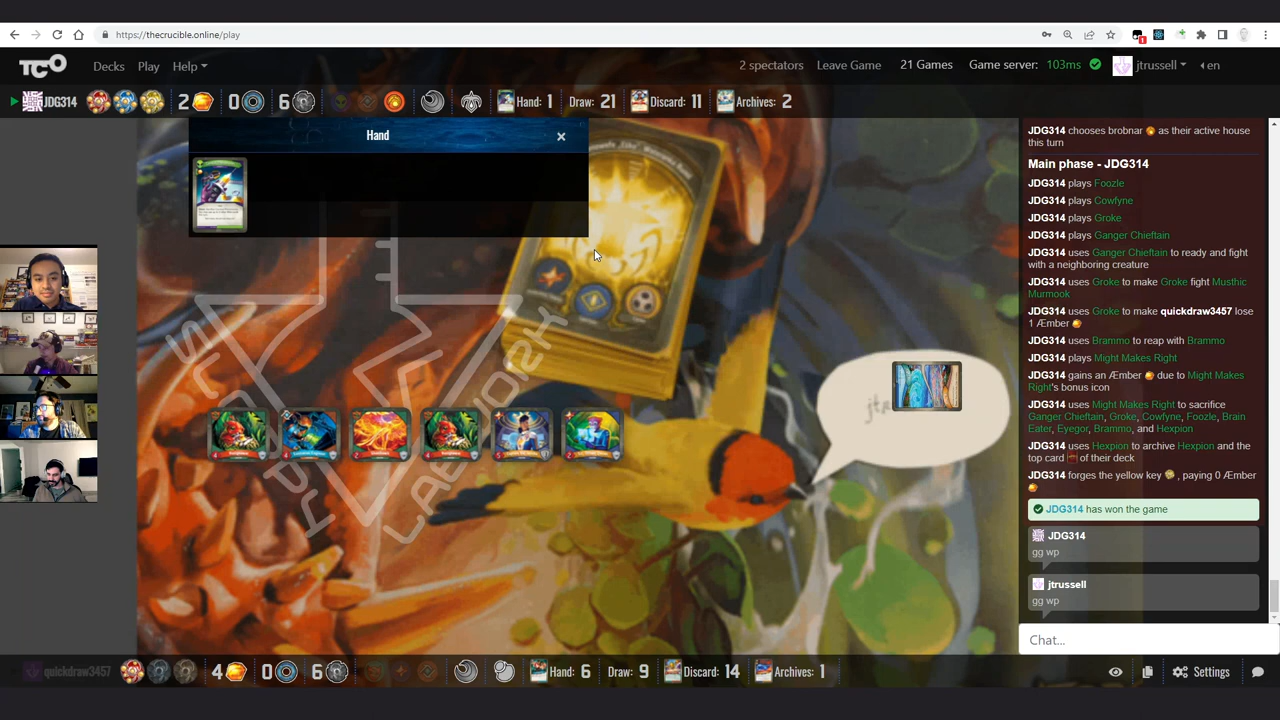 https://thecrucible.online/play
TCO
Decks
Play
Help
2 spectators
Leave Game
21 Games
Game server: 103ms
jtrussell
en
JDG314
2
0
6
Hand: 1
Draw: 21
Discard: 11
Archives: 2
Hand
JDG314 chooses brobnar as their active house
this turn
Main phase - JDG314
JDG314 plays Foozle
JDG314 plays Cowfyne
JDG314 plays Groke
JDG314 plays Ganger Chieftain
JDG314 uses Ganger Chieftain to ready and fight
with a neighboring creature
JDG314 uses Groke to make Groke fight Musthic
Murmook
JDG314 uses Groke to make quickdraw3457 lose
1 Æmber
JDG314 uses Brammo to reap with Brammo
JDG314 plays Might Makes Right
JDG314 gains an Æmber due to Might Makes
Right's bonus icon
JDG314 uses Might Makes Right to sacrifice
Ganger Chieftain, Groke, Cowfyne, Foozle, Brain
Eater, Eyegor, Brammo, and Hexpion
JDG314 uses Hexpion to archive Hexpion and the
top card of their deck
JDG314 forges the yellow key , paying 0 Æmber
JDG314 has won the game
JDG314
gg wp
jtrussell
gg wp
Chat...
quickdraw3457
4
0
6
Hand: 6
Draw: 9
Discard: 14
Archives: 1
Settings